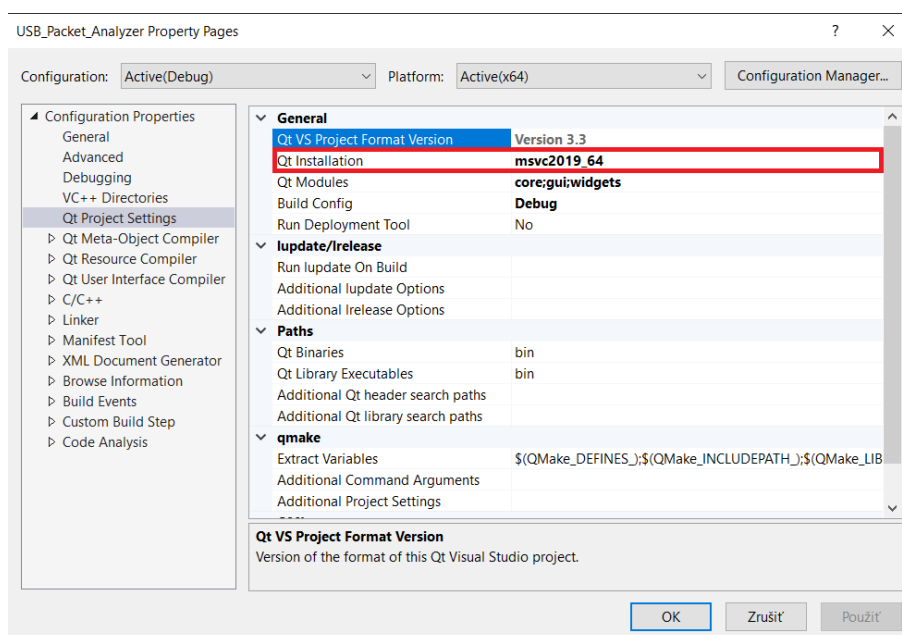 USB_Packet_Analyzer Property Pages
?
Configuration: Active(Debug) Platform: Active(x64) Configuration Manager...
Configuration Properties
General
Advanced
Debugging
VC++ Directories
Qt Project Settings
Qt Meta-Object Compiler
Qt Resource Compiler
Qt User Interface Compiler
C/C++
Linker
Manifest Tool
XML Document Generator
Browse Information
Build Events
Custom Build Step
Code Analysis
General
Qt VS Project Format Version Version 3.3
Qt Installation msvc2019_64
Qt Modules core;gui;widgets
Build Config Debug
Run Deployment Tool No
lupdate/lrelease
Run lupdate On Build
Additional lupdate Options
Additional lrelease Options
Paths
Qt Binaries bin
Qt Library Executables bin
Additional Qt header search paths
Additional Qt library search paths
qmake
Extract Variables $(QMake_DEFINES_);$(QMake_INCLUDEPATH_);$(QMake_LIB
Additional Command Arguments
Additional Project Settings
Qt VS Project Format Version
Version of the format of this Qt Visual Studio project.
OK Zrušiť Použiť